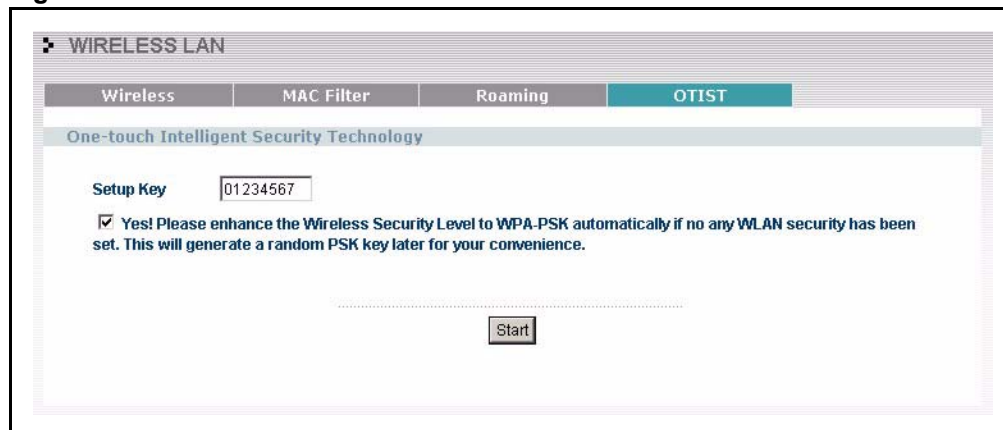 WIRELESS LAN
Wireless MAC Filter Roaming OTIST
One-touch Intelligent Security Technology
Setup Key 01234567
Yes! Please enhance the Wireless Security Level to WPA-PSK automatically if no any WLAN security has been
set. This will generate a random PSK key later for your convenience.
Start